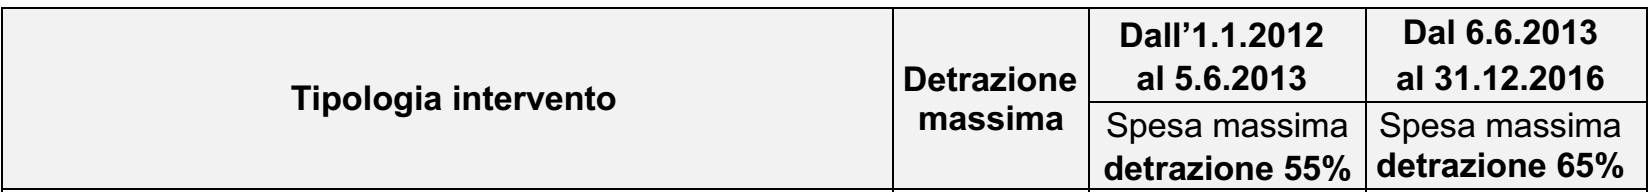 Tipologia intervento
Detrazione
massima
Dall’1.1.2012
al 5.6.2013
Dal 6.6.2013
al 31.12.2016
Spesa massima
detrazione 55%
Spesa massima
detrazione 65%